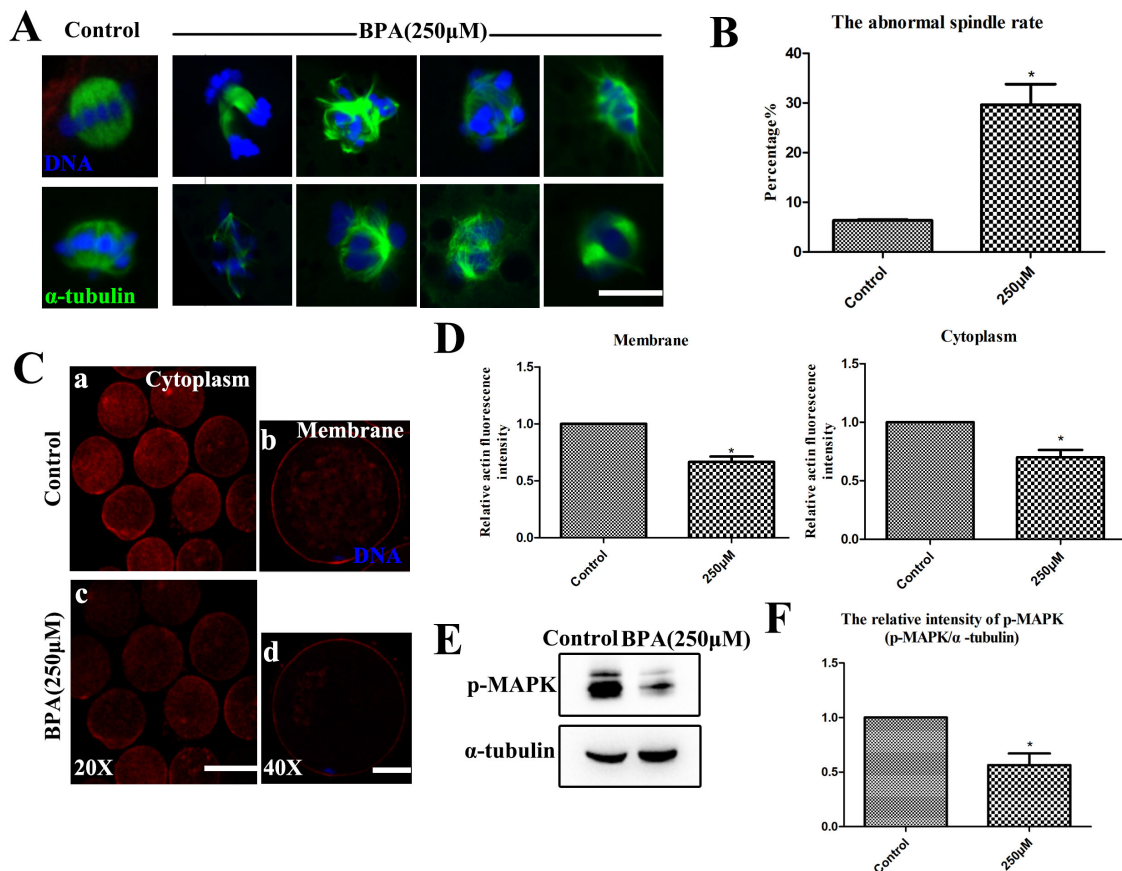 A
Control
BPA(250μM)
DNA
α-tubulin
B
The abnormal spindle rate
Percentage%
40
30
20
10
0
*
Control
250μM
C
Control
BPA(250μM)
a
Cytoplasm
b
Membrane
DNA
c
20X
d
40X
D
Membrane
Relative actin fluorescence
intensity
1.5
1.0
0.5
0.0
*
Control
250μM
Cytoplasm
Relative actin fluorescence
intensity
1.5
1.0
0.5
0.0
*
Control
250μM
E
Control BPA(250μM)
p-MAPK
α-tubulin
F
The relative intensity of p-MAPK
(p-MAPK/α -tubulin)
1.5
1.0
0.5
0.0
*
Control
250μM